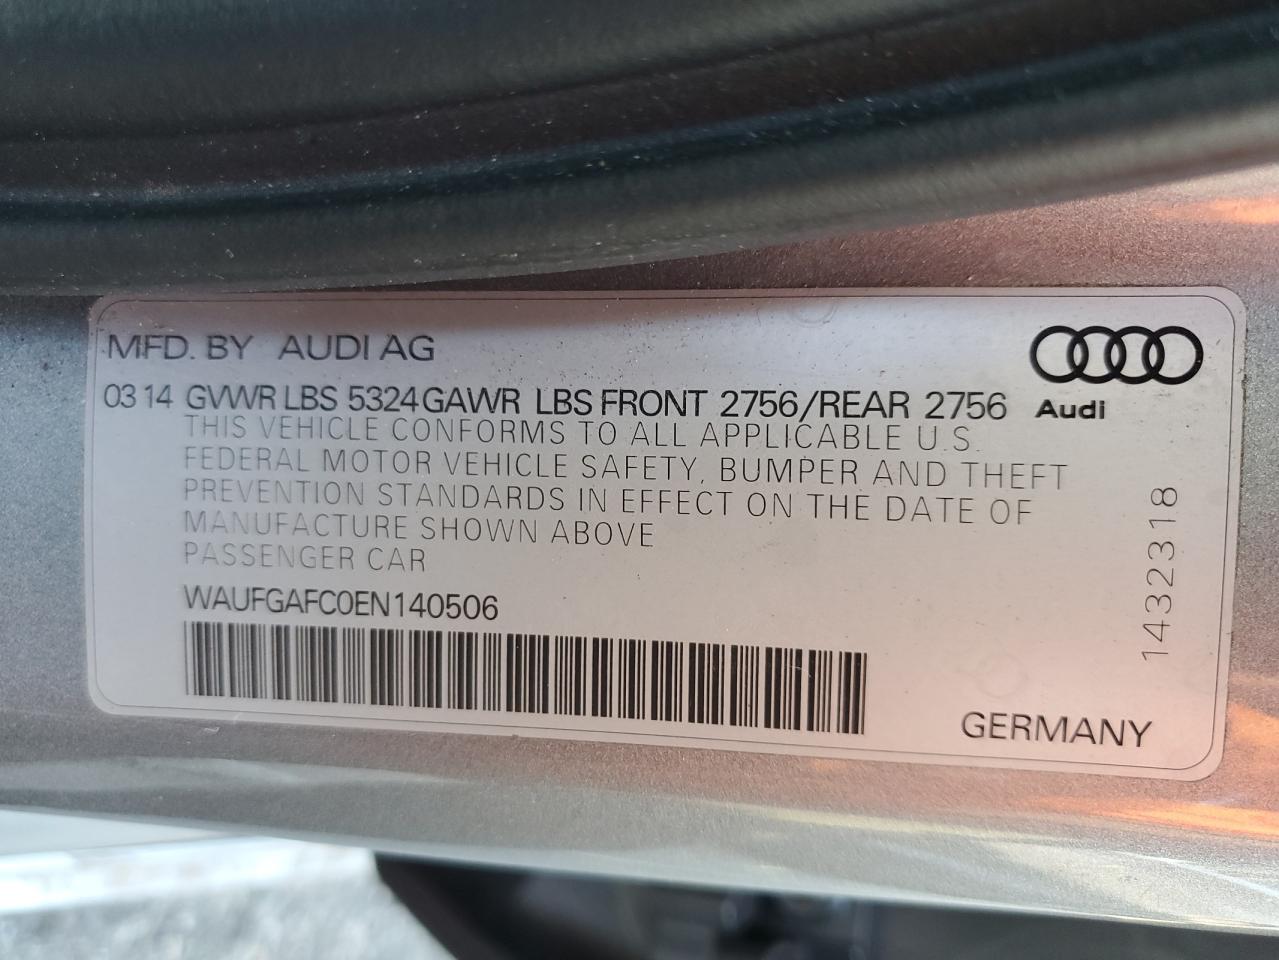 MFD. BY AUDI AG
03 14 GVWR LBS 5324 GAWR LBS FRONT 2756/REAR 2756
Audi
THIS VEHICLE CONFORMS TO ALL APPLICABLE U.S.
FEDERAL MOTOR VEHICLE SAFETY, BUMPER AND THEFT
PREVENTION STANDARDS IN EFFECT ON THE DATE OF
MANUFACTURE SHOWN ABOVE
PASSENGER CAR
WAUFGAFC0EN140506
1432318
GERMANY